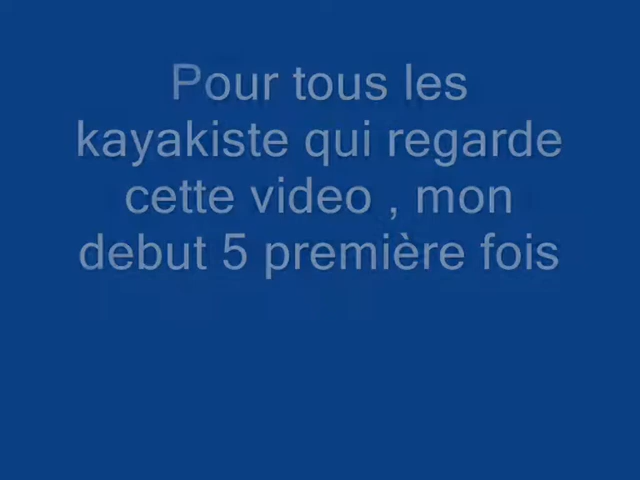 Pour tous les
kayakiste qui regarde
cette video , mon
debut 5 première fois